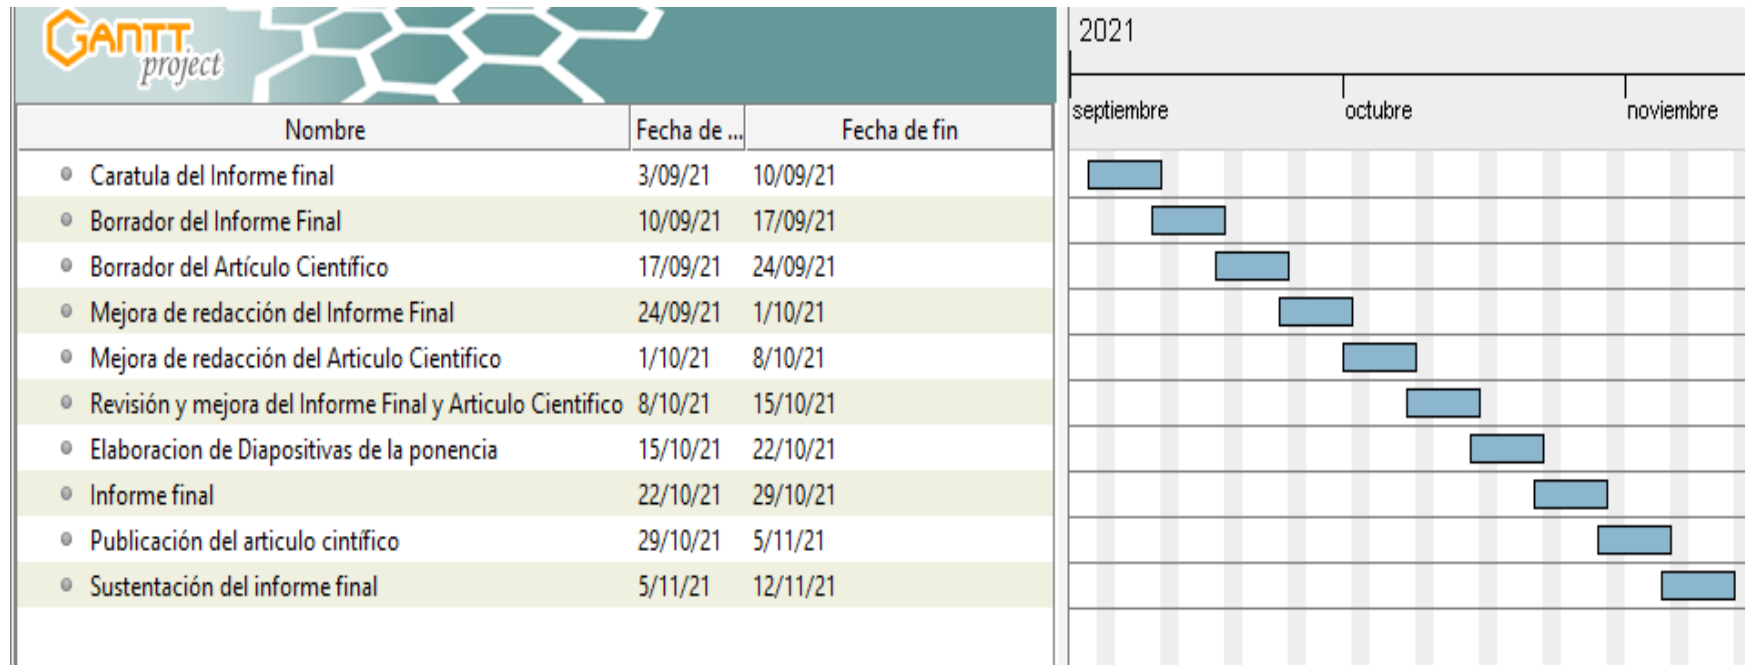 GANTT
project
2021
septiembre octubre noviembre
Nombre Fecha de ... Fecha de fin
Caratula del Informe final 3/09/21 10/09/21
Borrador del Informe Final 10/09/21 17/09/21
Borrador del Artículo Científico 17/09/21 24/09/21
Mejora de redacción del Informe Final 24/09/21 1/10/21
Mejora de redacción del Articulo Cientifico 1/10/21 8/10/21
Revisión y mejora del Informe Final y Articulo Cientifico 8/10/21 15/10/21
Elaboracion de Diapositivas de la ponencia 15/10/21 22/10/21
Informe final 22/10/21 29/10/21
Publicación del articulo cintífico 29/10/21 5/11/21
Sustentación del informe final 5/11/21 12/11/21